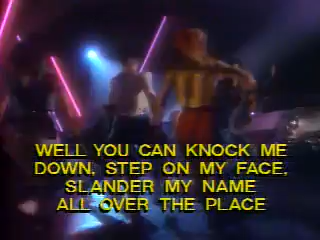 WELL YOU CAN KNOCK ME
DOWN, STEP ON MY FACE,
SLANDER MY NAME
ALL OVER THE PLACE